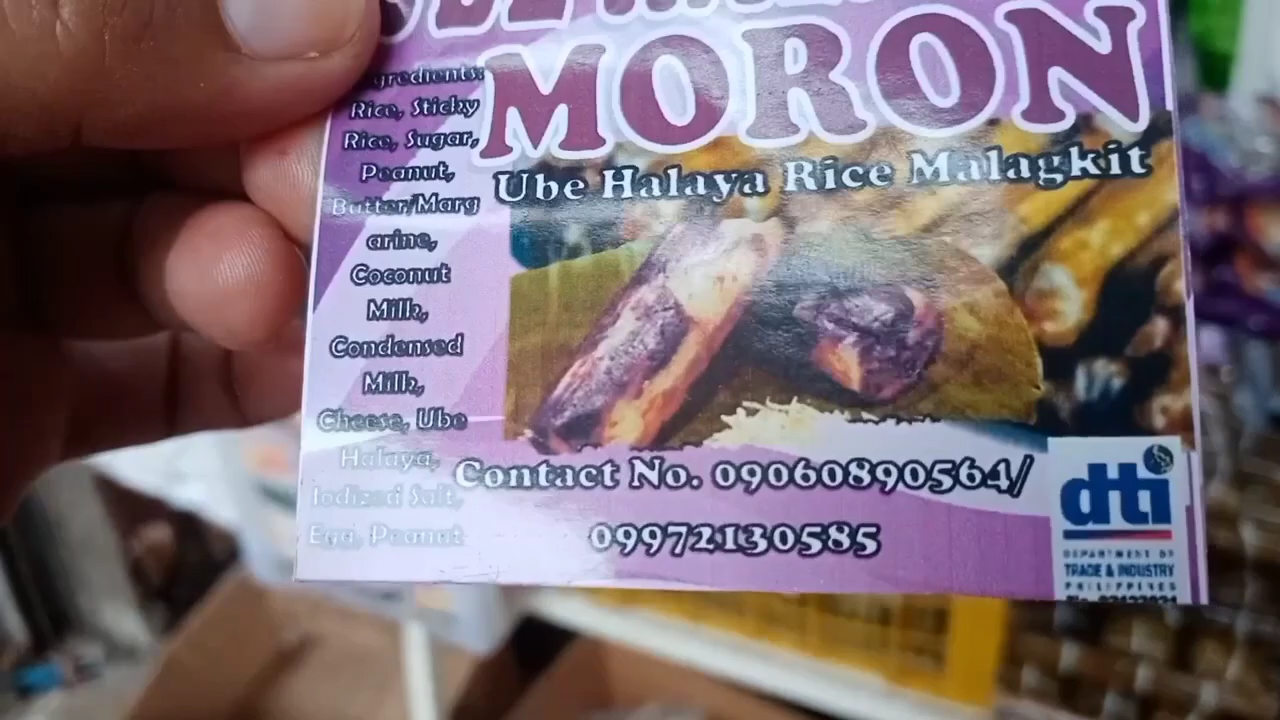 MORON
Ube Halaya Rice Malagkit
Ingredients:
Rice, Sticky
Rice, Sugar,
Peanut,
Butter/Marg
arine,
Coconut
Milk,
Condensed
Milk,
Cheese, Ube
Halaya,
Iodized Salt,
Egg, Peanut
Contact No. 09060890564/
09972130585
dti
DEPARTMENT OF
TRADE & INDUSTRY
PHILIPPINES